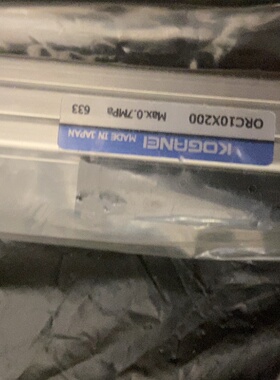 ORC10X200
Max.0.7MPa 633
KOGANEI MADE IN JAPAN